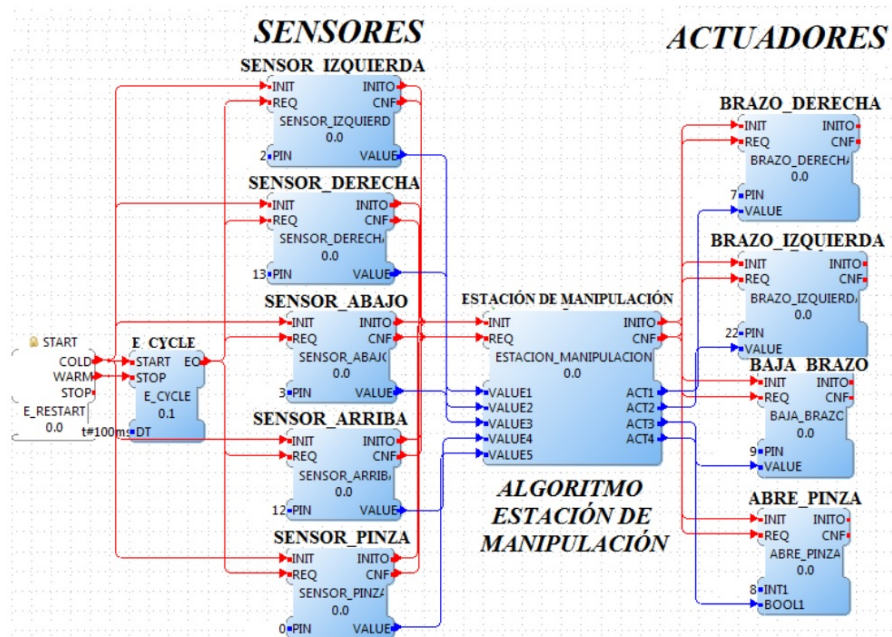 SENSORES
ACTUADORES
SENSOR_IZQUIERDA
INIT INITO
REQ CNF
SENSOR_IZQUIERD
0.0
2 PIN VALUE
SENSOR_DERECHA
INIT INITO
REQ CNF
SENSOR_DERECH
0.0
13 PIN VALUE
SENSOR_ABAJO
INIT INITO
REQ CNF
SENSOR_ABAJO
0.0
3 PIN VALUE
SENSOR_ARRIBA
INIT INITO
REQ CNF
SENSOR_ARRIB
0.0
12 PIN VALUE
SENSOR_PINZA
INIT INITO
REQ CNF
SENSOR_PINZA
0.0
0 PIN VALUE
START
COLD
WARM
STOP
E_RESTART
0.0
E_CYCLE
START EO
STOP
E_CYCLE
0.1
t#100ms DT
ESTACIÓN DE MANIPULACIÓN
INIT INITO
REQ CNF
ESTACION_MANIPULACION
0.0
VALUE1 ACT1
VALUE2 ACT2
VALUE3 ACT3
VALUE4 ACT4
VALUE5
ALGORITMO
ESTACIÓN DE
MANIPULACIÓN
BRAZO_DERECHA
INIT INITO
REQ CNF
BRAZO_DERECHA
0.0
7 PIN
VALUE
BRAZO_IZQUIERDA
INIT INITO
REQ CNF
BRAZO_IZQUIERDA
0.0
22 PIN
VALUE
BAJA_BRAZO
INIT INITO
REQ CNF
BAJA_BRAZO
0.0
9 PIN
VALUE
ABRE_PINZA
INIT INITO
REQ CNF
ABRE_PINZA
0.0
8 INT1
BOOL1